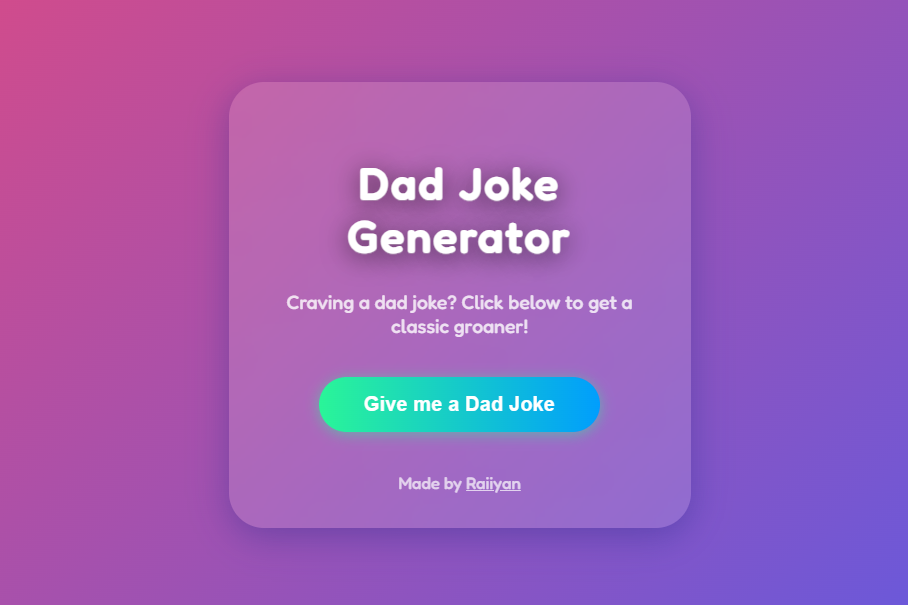 Dad Joke
Generator
Craving a dad joke? Click below to get a
classic groaner!
Give me a Dad Joke
Made by Raiiyan